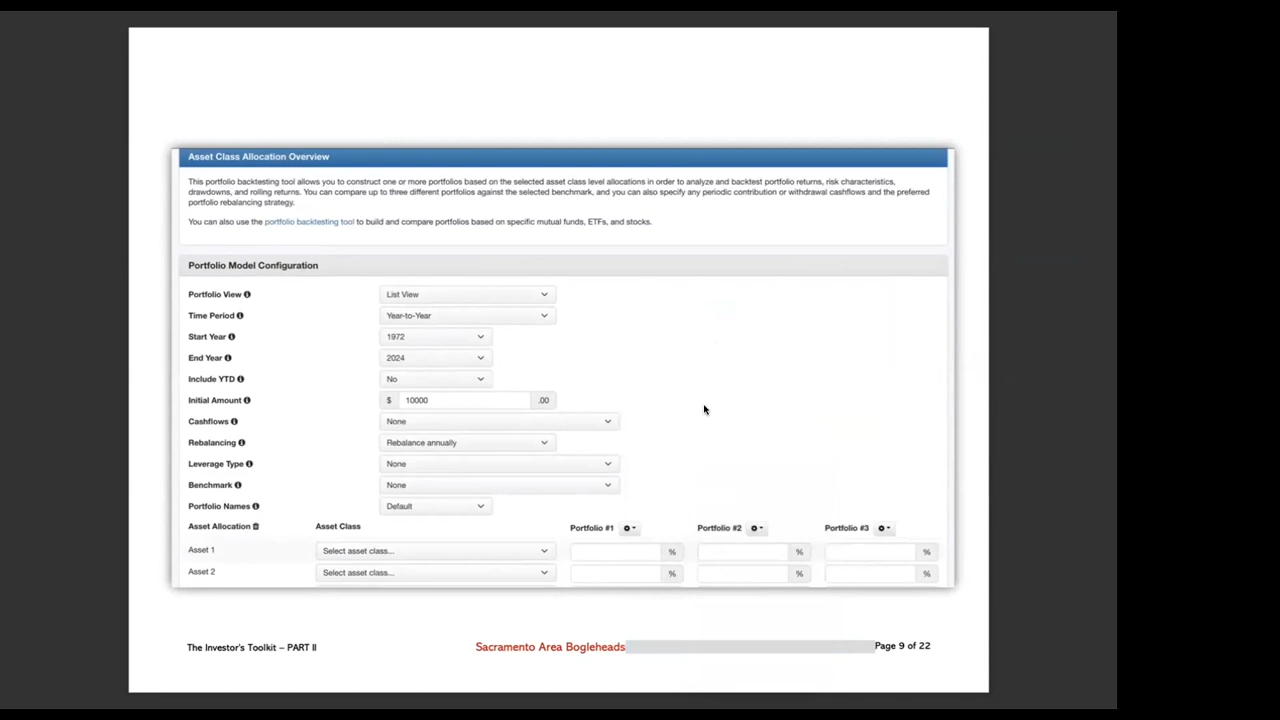 Asset Class Allocation Overview
This portfolio backtesting tool allows you to construct one or more portfolios based on the selected asset class level allocations in order to analyze and backtest portfolio returns, risk characteristics,
drawdowns, and rolling returns. You can compare up to three different portfolios against the selected benchmark, and you can also specify any periodic contribution or withdrawal cashflows and the preferred
portfolio rebalancing strategy.
You can also use the portfolio backtesting tool to build and compare portfolios based on specific mutual funds, ETFs, and stocks.
Portfolio Model Configuration
Portfolio View List View
Time Period Year-to-Year
Start Year 1972
End Year 2024
Include YTD No
Initial Amount $ 10000 .00
Cashflows None
Rebalancing Rebalance annually
Leverage Type None
Benchmark None
Portfolio Names Default
Asset Allocation Asset Class Portfolio #1 Portfolio #2 Portfolio #3
Asset 1 Select asset class... % % %
Asset 2 Select asset class... % % %
The Investor's Toolkit – PART II Sacramento Area Bogleheads Page 9 of 22